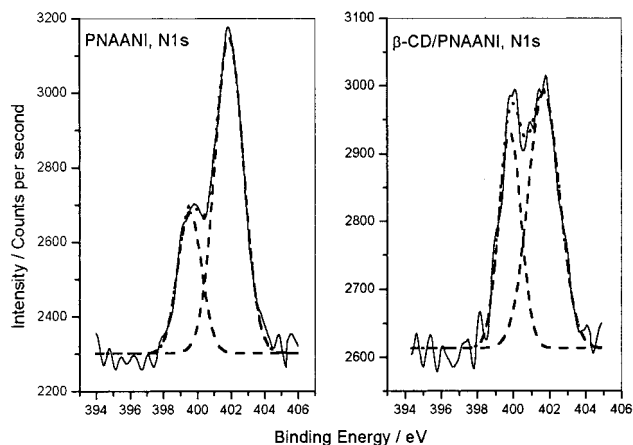 PNAANI, N1s
β-CD/PNAANI, N1s
Intensity / Counts per second
3200
3000
2800
2600
2400
2200
394 396 398 400 402 404 406
3100
3000
2900
2800
2700
2600
394 396 398 400 402 404 406
Binding Energy / eV